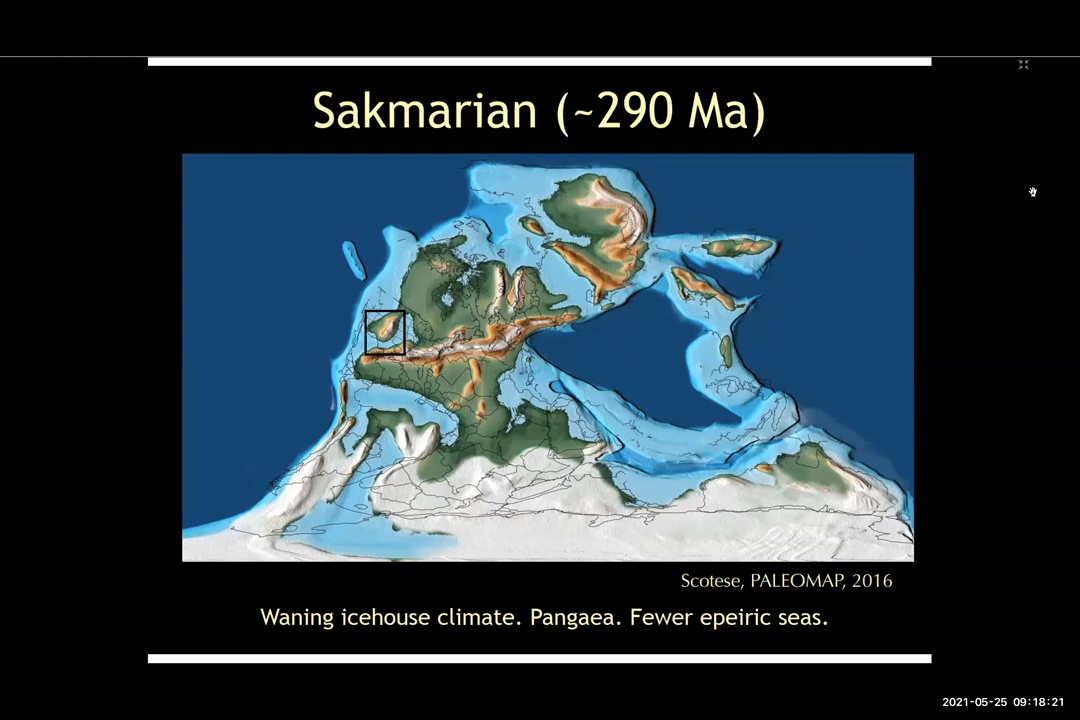 Sakmarian (~290 Ma)
Scotese, PALEOMAP, 2016
Waning icehouse climate. Pangaea. Fewer epeiric seas.
2021-05-25 09:18:21